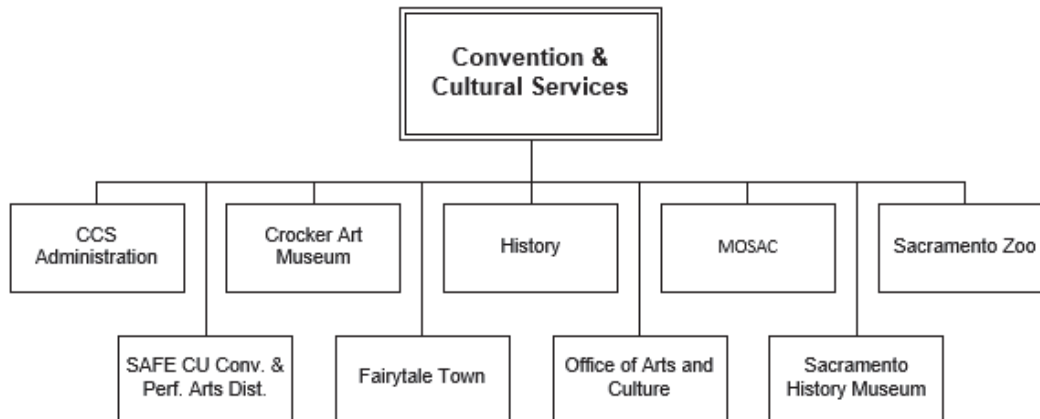 Convention &
Cultural Services
CCS
Administration
Crocker Art
Museum
History
MOSAC
Sacramento Zoo
SAFE CU Conv. &
Perf. Arts Dist.
Fairytale Town
Office of Arts and
Culture
Sacramento
History Museum